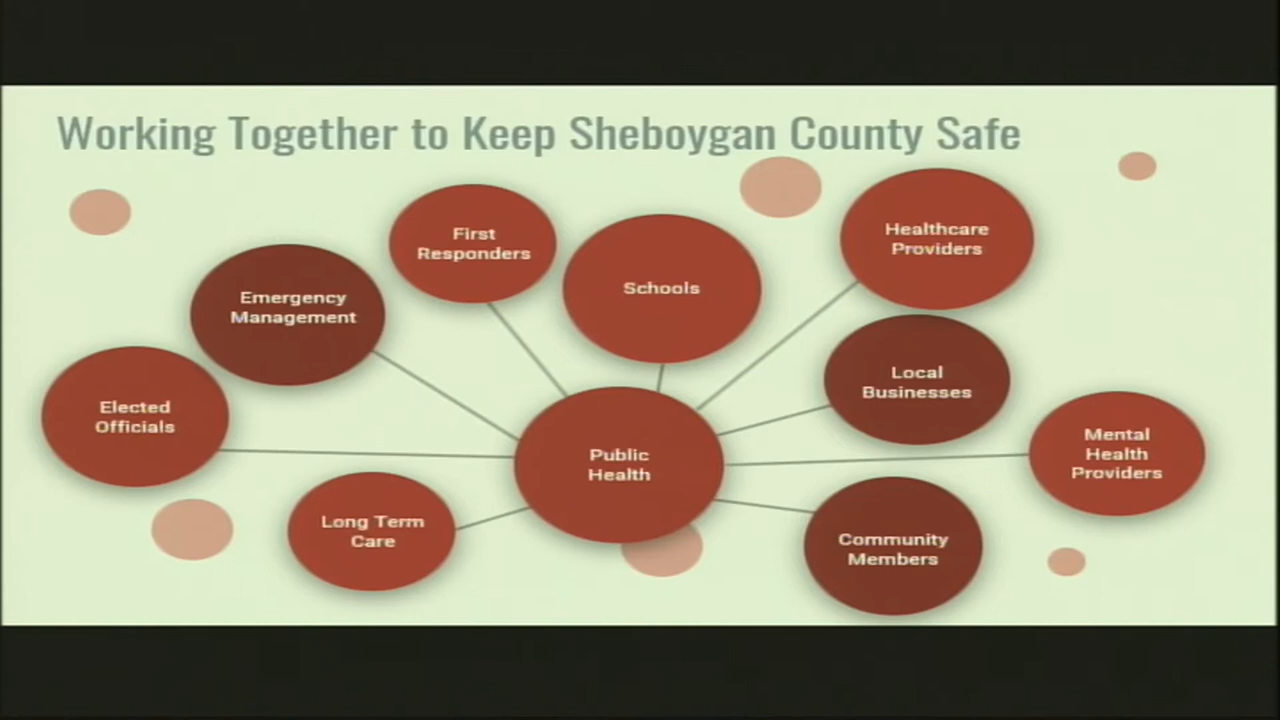 Working Together to Keep Sheboygan County Safe
First
Responders
Schools
Healthcare
Providers
Emergency
Management
Local
Businesses
Elected
Officials
Public
Health
Mental
Health
Providers
Long Term
Care
Community
Members